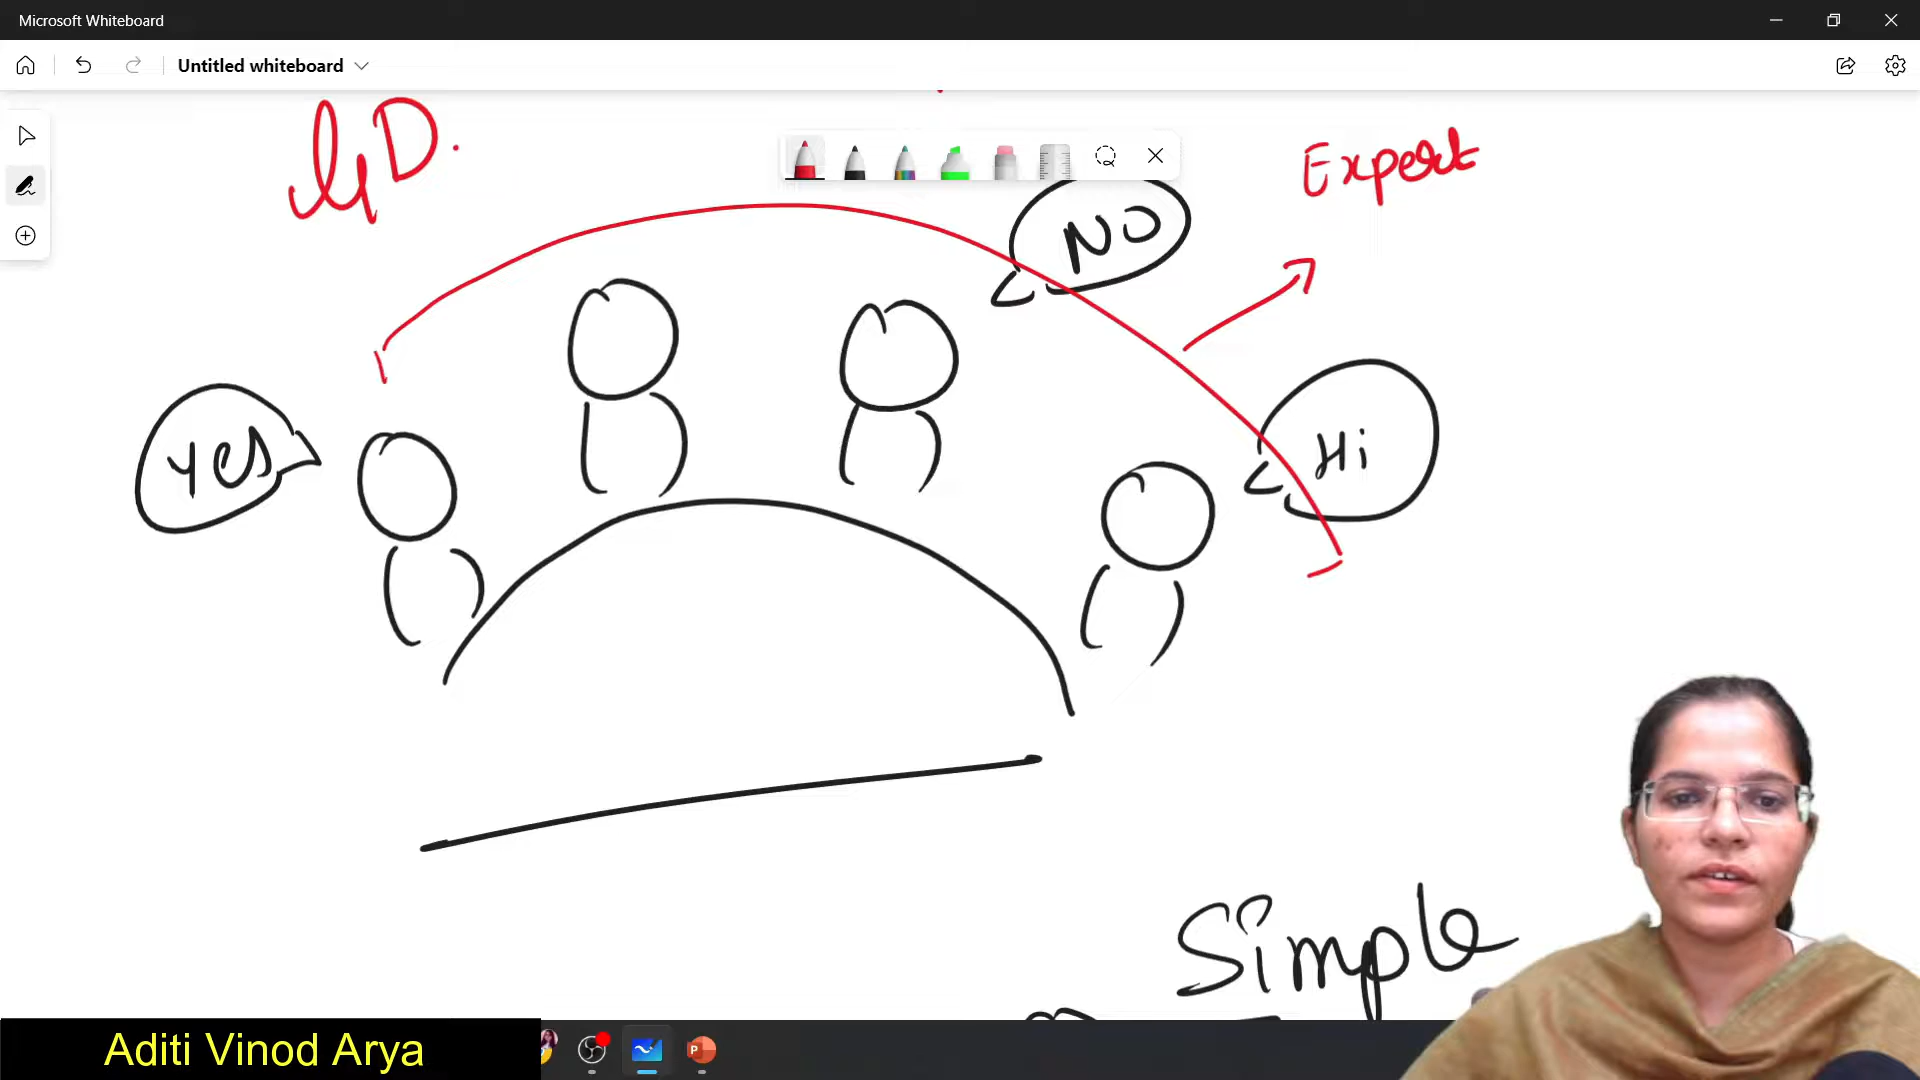 Microsoft Whiteboard
Untitled whiteboard
G.D.
Expert
NO
Yes
Hi
Simple
Aditi Vinod Arya
P